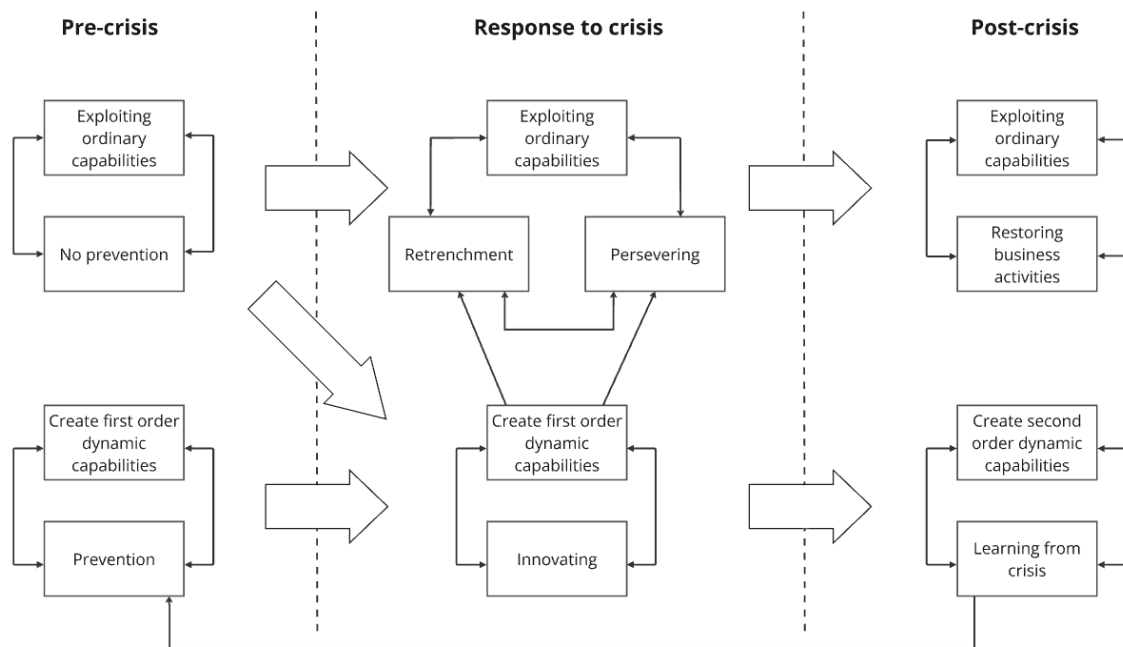 Pre-crisis
Response to crisis
Post-crisis
Exploiting
ordinary
capabilities
No prevention
Exploiting
ordinary
capabilities
Retrenchment
Persevering
Exploiting
ordinary
capabilities
Restoring
business
activities
Create first order
dynamic
capabilities
Prevention
Create first order
dynamic
capabilities
Innovating
Create second
order dynamic
capabilities
Learning from
crisis